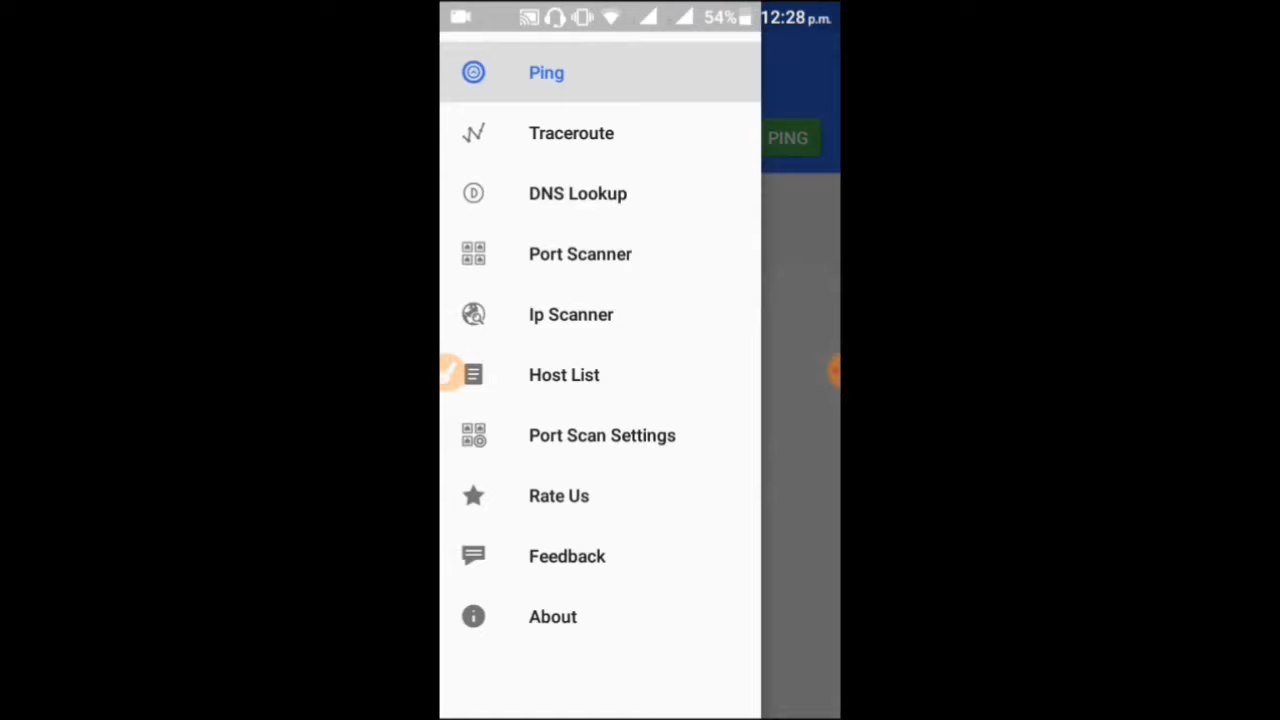 54% 12:28 p.m.
Ping
PING
Traceroute
DNS Lookup
Port Scanner
Ip Scanner
Host List
Port Scan Settings
Rate Us
Feedback
About